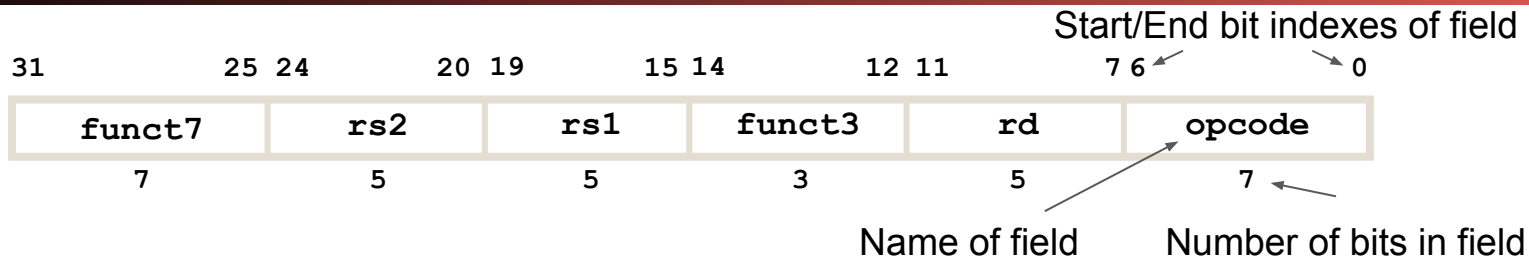 Start/End bit indexes of field
31 25 24 20 19 15 14 12 11 7 6 0
funct7 rs2 rs1 funct3 rd opcode
7 5 5 3 5 7
Name of field Number of bits in field